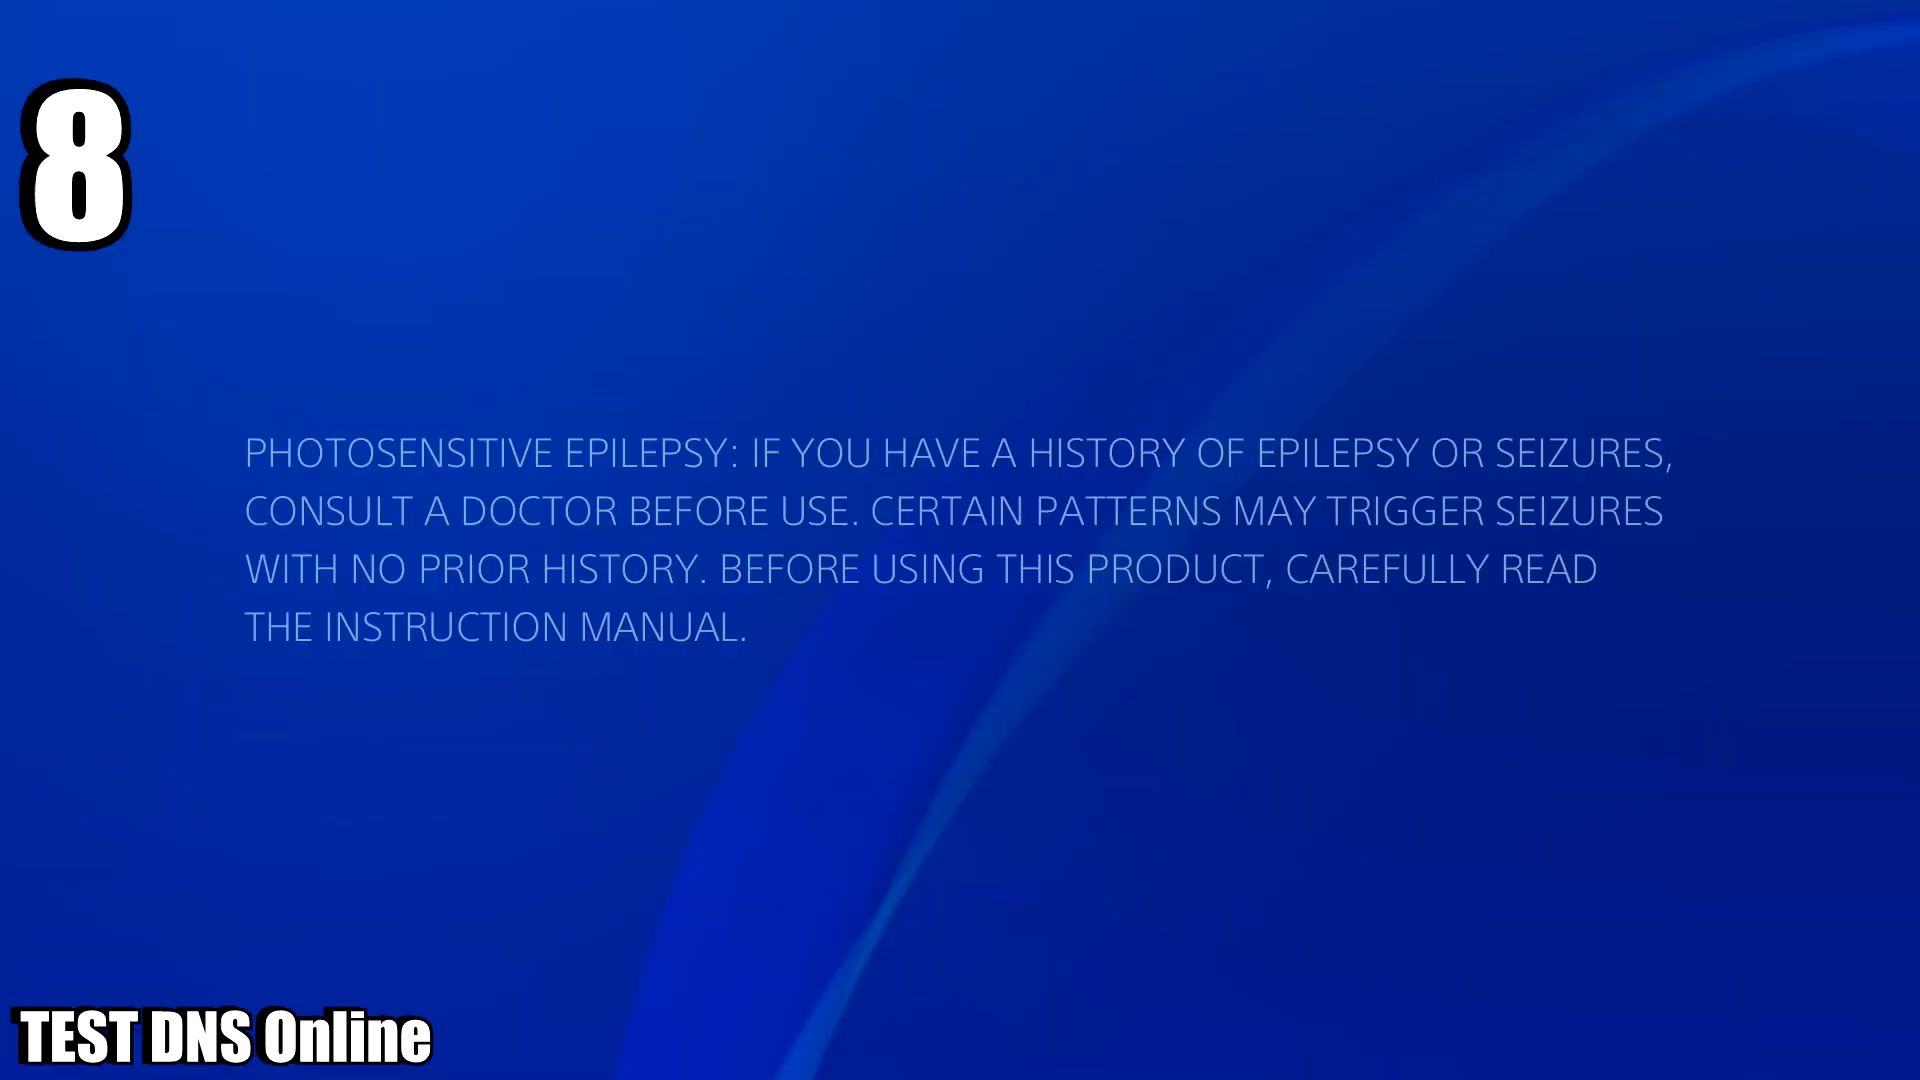 8
PHOTOSENSITIVE EPILEPSY: IF YOU HAVE A HISTORY OF EPILEPSY OR SEIZURES,
CONSULT A DOCTOR BEFORE USE. CERTAIN PATTERNS MAY TRIGGER SEIZURES
WITH NO PRIOR HISTORY. BEFORE USING THIS PRODUCT, CAREFULLY READ
THE INSTRUCTION MANUAL.
TEST DNS Online